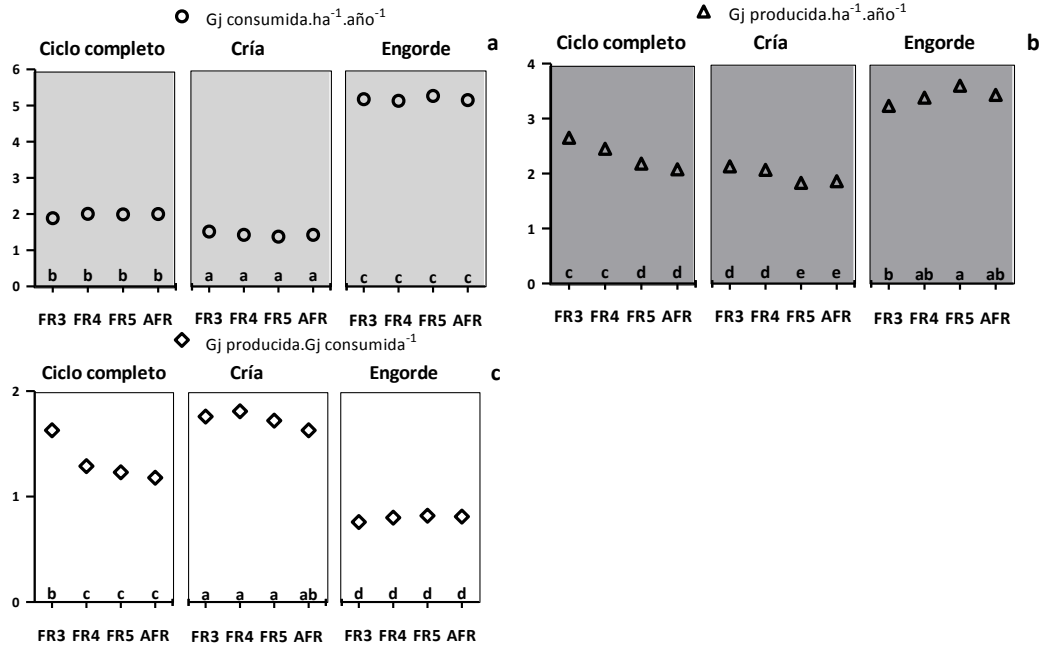 Gj consumida.ha⁻¹.año⁻¹
Ciclo completo Cría Engorde a
6
5
4
3
2
1
0
b b b b a a a a c c c c
FR3 FR4 FR5 AFR FR3 FR4 FR5 AFR FR3 FR4 FR5 AFR
Gj producida.ha⁻¹.año⁻¹
Ciclo completo Cría Engorde b
4
3
2
1
0
c c d d d d e e b ab a ab
FR3 FR4 FR5 AFR FR3 FR4 FR5 AFR FR3 FR4 FR5 AFR
Gj producida.Gj consumida⁻¹
Ciclo completo Cría Engorde c
2
1
0
b c c c a a a ab d d d d
FR3 FR4 FR5 AFR FR3 FR4 FR5 AFR FR3 FR4 FR5 AFR